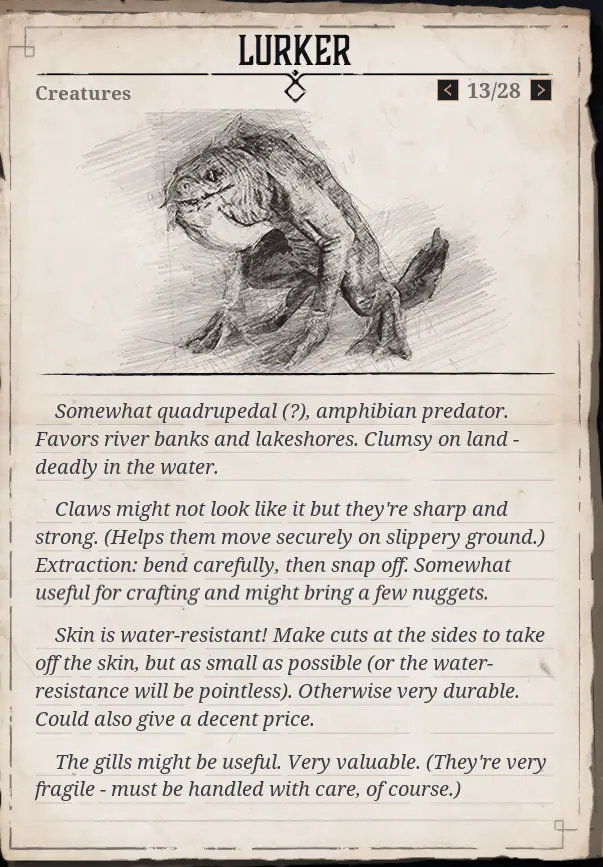 LURKER
Creatures
13/28
Somewhat quadrupedal (?), amphibian predator.
Favors river banks and lakeshores. Clumsy on land -
deadly in the water.
Claws might not look like it but they're sharp and
strong. (Helps them move securely on slippery ground.)
Extraction: bend carefully, then snap off. Somewhat
useful for crafting and might bring a few nuggets.
Skin is water-resistant! Make cuts at the sides to take
off the skin, but as small as possible (or the water-
resistance will be pointless). Otherwise very durable.
Could also give a decent price.
The gills might be useful. Very valuable. (They're very
fragile - must be handled with care, of course.)